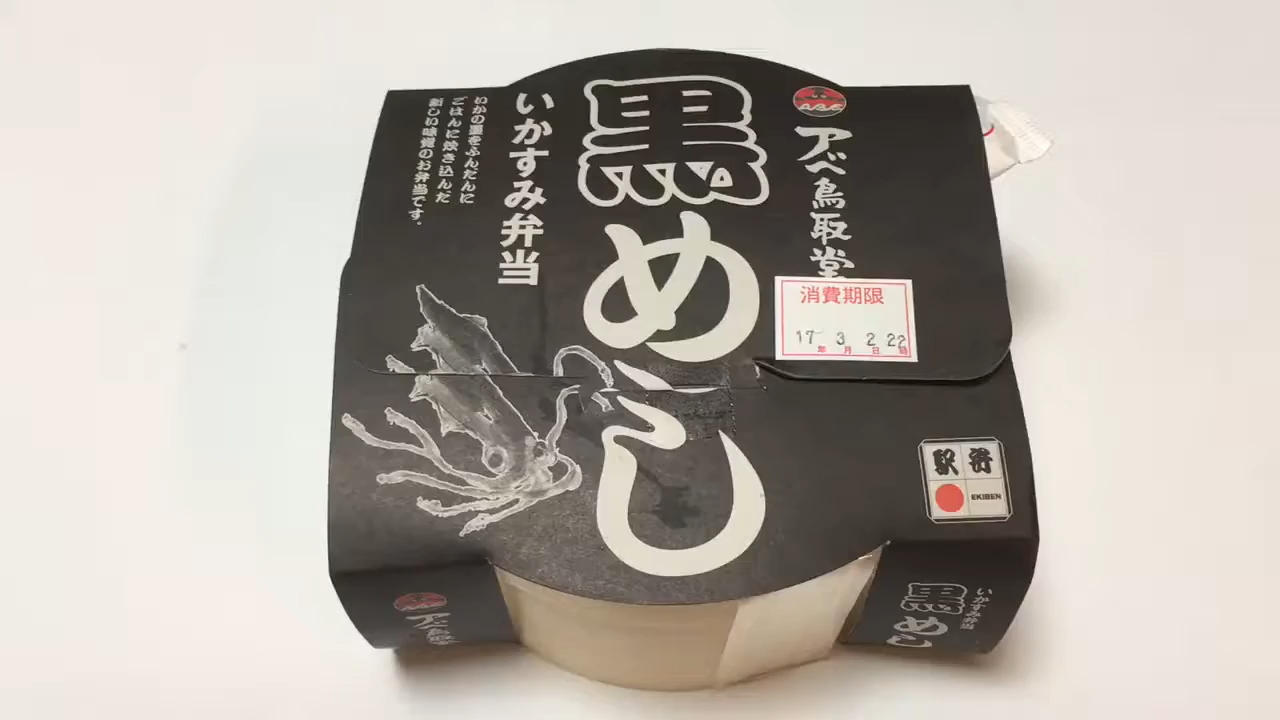 ABE
アベ鳥取堂
黒めし
いかすみ弁当
いかの墨をふんだんに
ごはんに炊き込んだ
新しい味覚のお弁当です。
消費期限
17 3 2 22
年 月 日 時
駅弁
EKIBEN
ABE
アベ鳥取
いかすみ弁当
黒めし